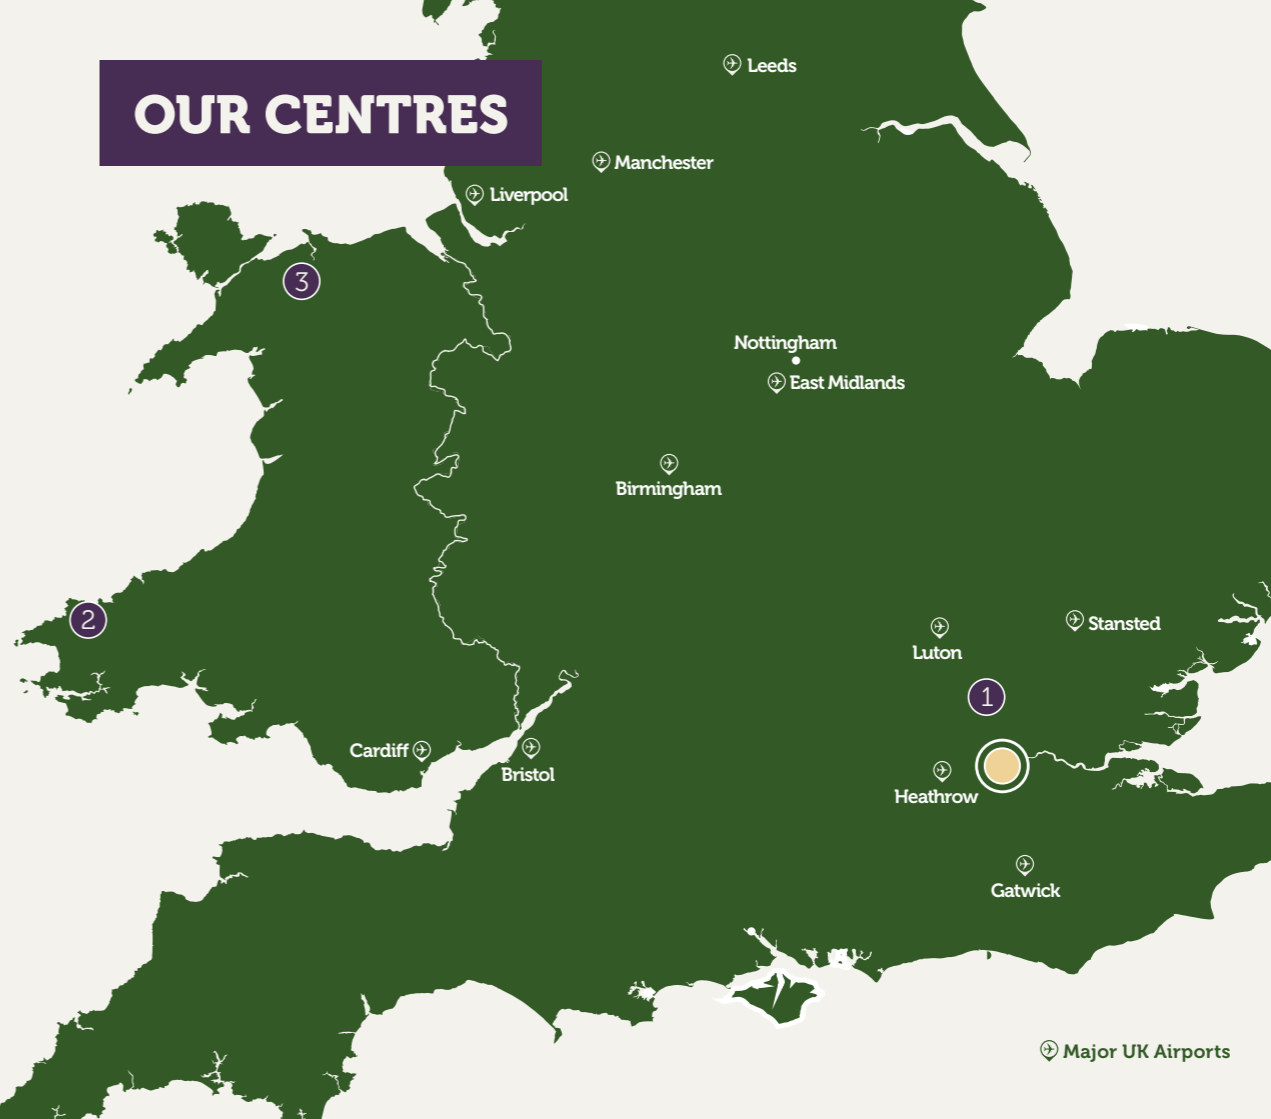 OUR CENTRES
Leeds
Manchester
Liverpool
3
Nottingham
East Midlands
Birmingham
2
Stansted
Luton
1
Cardiff
Bristol
Heathrow
Gatwick
Major UK Airports